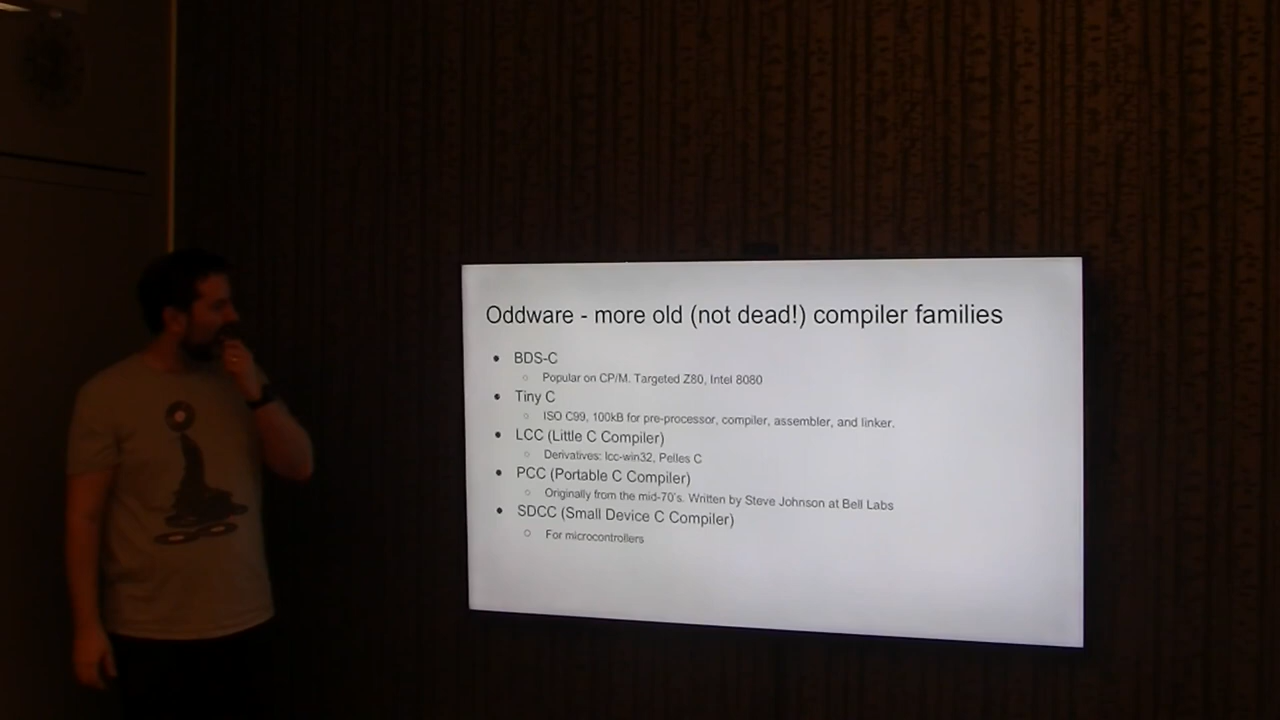 Oddware - more old (not dead!) compiler families
● BDS-C
○ Popular on CP/M. Targeted Z80, Intel 8080
● Tiny C
○ ISO C99, 100kB for pre-processor, compiler, assembler, and linker.
● LCC (Little C Compiler)
○ Derivatives: lcc-win32, Pelles C
● PCC (Portable C Compiler)
○ Originally from the mid-70's. Written by Steve Johnson at Bell Labs
● SDCC (Small Device C Compiler)
○ For microcontrollers